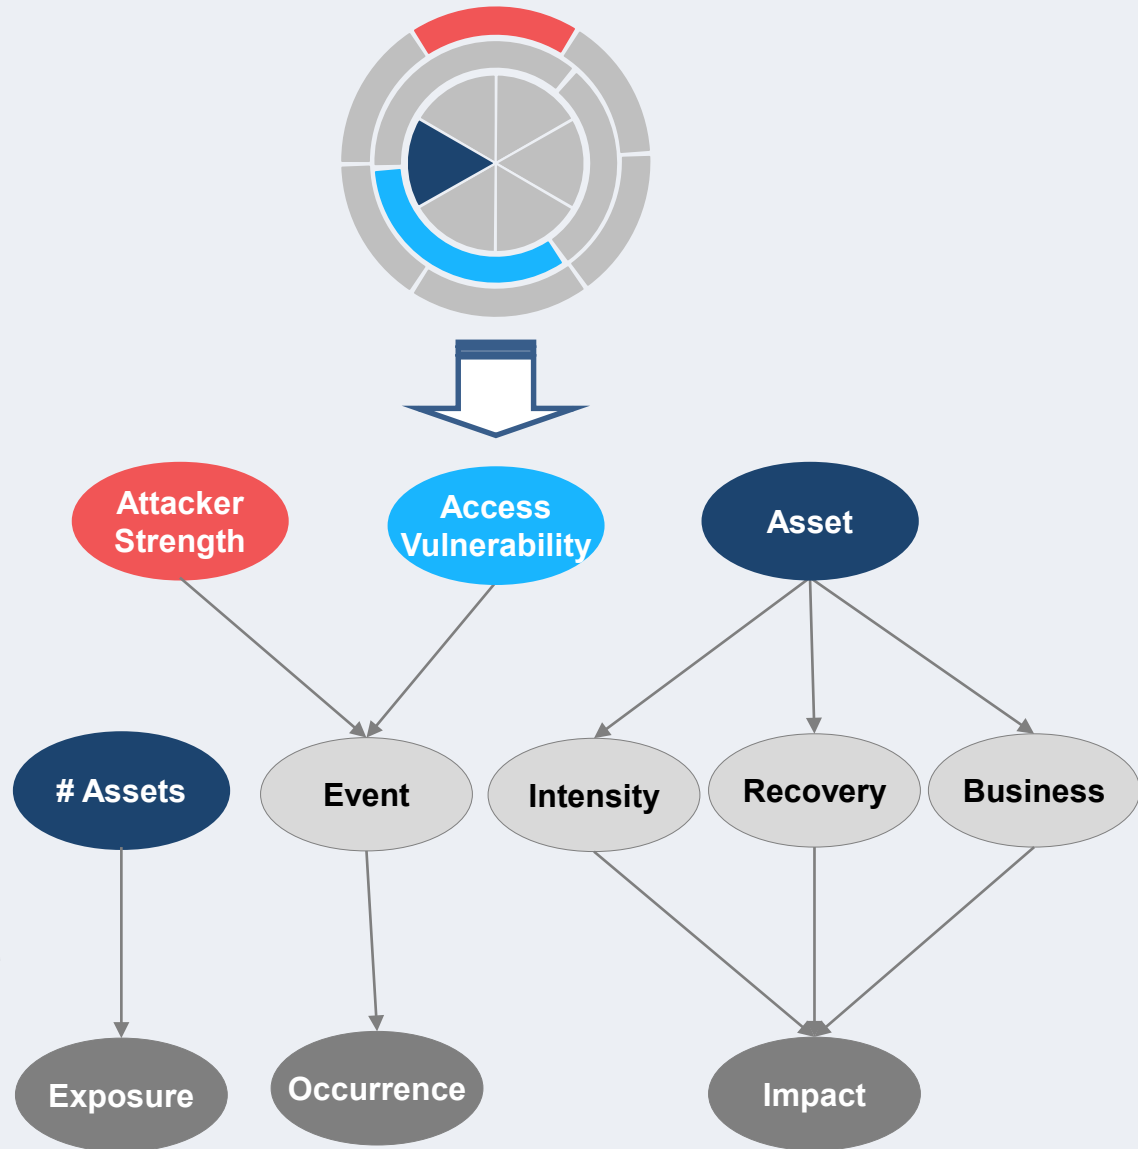 Attacker
Strength
Access
Vulnerability
Asset
# Assets
Event
Intensity
Recovery
Business
Exposure
Occurrence
Impact